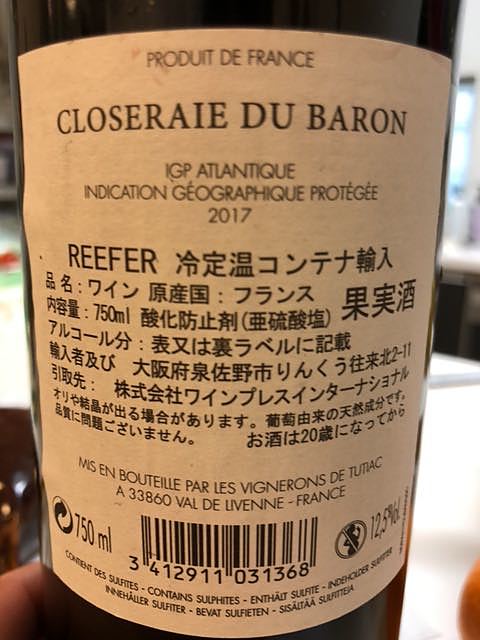 PRODUIT DE FRANCE
CLOSERAIE DU BARON
IGP ATLANTIQUE
INDICATION GÉOGRAPHIQUE PROTÉGÉE
2017
REEFER 冷定温コンテナ輸入
品 名：ワイン 原産国：フランス
内容量：750ml 酸化防止剤(亜硫酸塩) 果実酒
アルコール分：表又は裏ラベルに記載
輸入者及び 大阪府泉佐野市りんくう往来北2-11
引取先： 株式会社ワインプレスインターナショナル
オリや結晶が出る場合があります。葡萄由来の天然成分です。
品質に問題ございません。 お酒は20歳になってから
MIS EN BOUTEILLE PAR LES VIGNERONS DE TUTIAC
A 33860 VAL DE LIVENNE - FRANCE
750 ml
12,5%vol.
3 412911 031368
CONTIENT DES SULFITES - CONTAINS SULPHITES - ENTHÄLT SULFITE - INDEHOLDER SULFITTER
INNEHÅLLER SULFITER - BEVAT SULFIETEN - SISÄLTÄÄ SULFIITTEJA